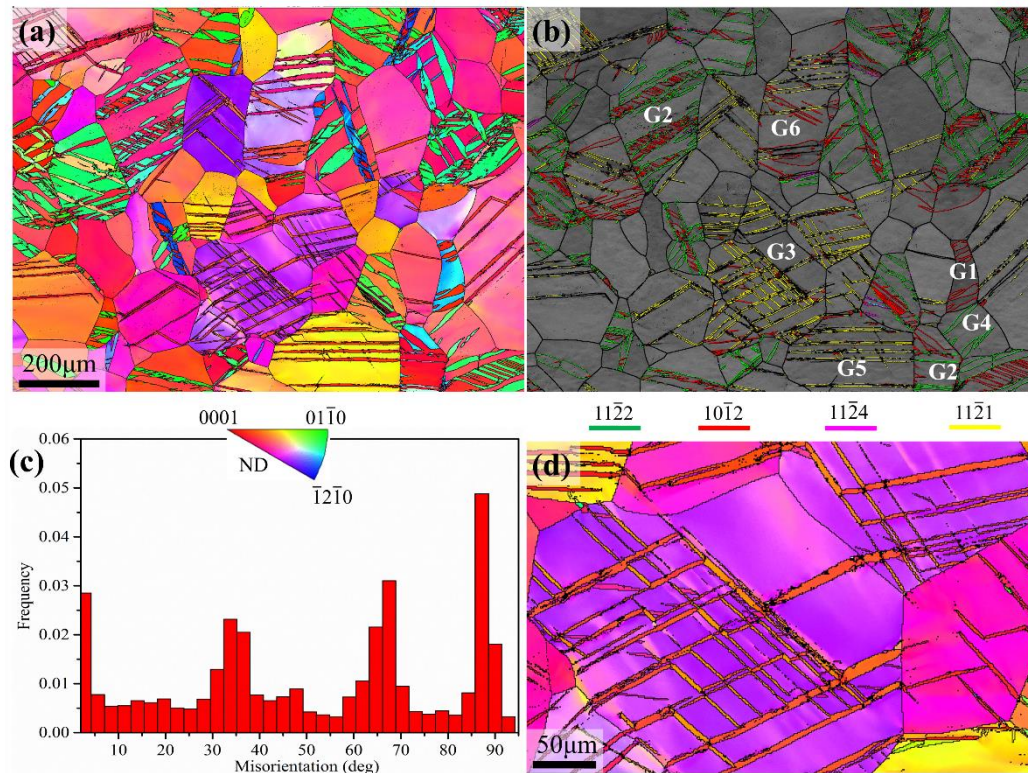 (a)
200μm
(b)
G2
G6
G3
G1
G4
G5
G2
112̄2 101̄2 112̄4 112̄1
(c)
0001 011̄0
ND
1̄21̄0
0.06
0.05
0.04
0.03
0.02
0.01
0.00
Frequency
10 20 30 40 50 60 70 80 90
Misorientation (deg)
(d)
50μm